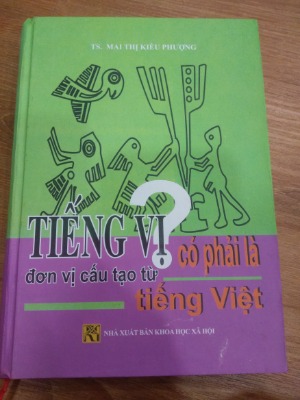 TS. MAI THỊ KIỀU PHƯỢNG
TIẾNG VỊ ? có phải là
đơn vị cấu tạo từ
tiếng Việt
NHÀ XUẤT BẢN KHOA HỌC XÃ HỘI